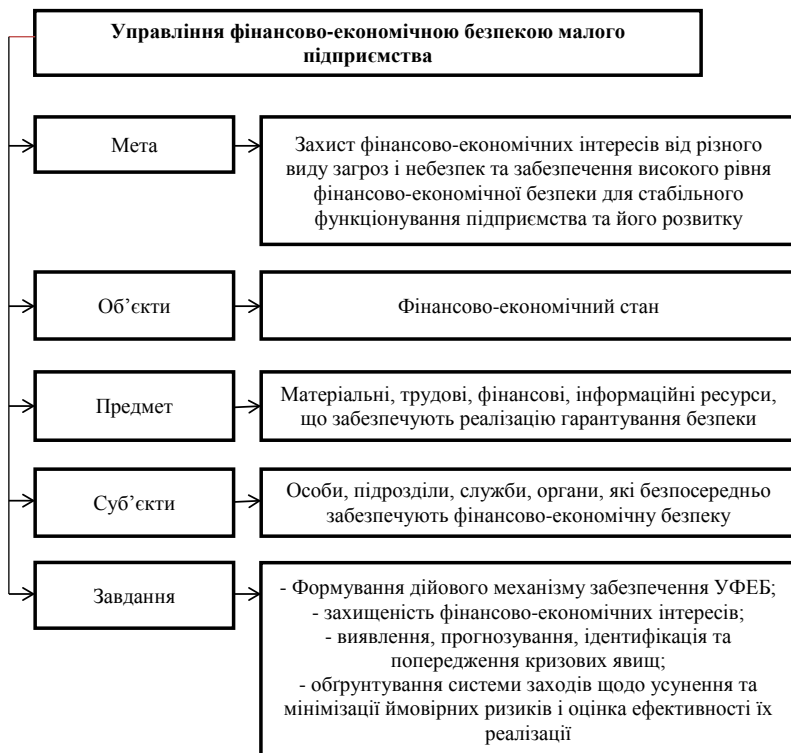 Управління фінансово-економічною безпекою малого
підприємства
Мета
Захист фінансово-економічних інтересів від різного
виду загроз і небезпек та забезпечення високого рівня
фінансово-економічної безпеки для стабільного
функціонування підприємства та його розвитку
Об’єкти
Фінансово-економічний стан
Предмет
Матеріальні, трудові, фінансові, інформаційні ресурси,
що забезпечують реалізацію гарантування безпеки
Суб’єкти
Особи, підрозділи, служби, органи, які безпосередньо
забезпечують фінансово-економічну безпеку
Завдання
- Формування дійового механізму забезпечення УФЕБ;
- захищеність фінансово-економічних інтересів;
- виявлення, прогнозування, ідентифікація та
попередження кризових явищ;
- обґрунтування системи заходів щодо усунення та
мінімізації ймовірних ризиків і оцінка ефективності їх
реалізації